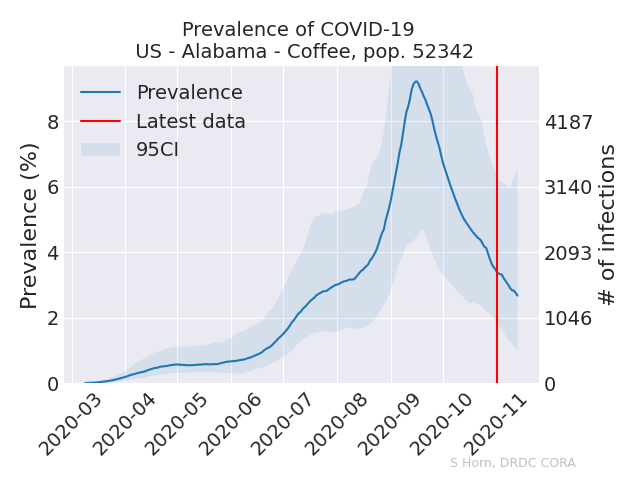 Prevalence of COVID-19
US - Alabama - Coffee, pop. 52342
Prevalence
Latest data
95CI
Prevalence (%)
8
6
4
2
0
4187
3140
2093
1046
0
# of infections
2020-03
2020-04
2020-05
2020-06
2020-07
2020-08
2020-09
2020-10
2020-11
S Horn, DRDC CORA